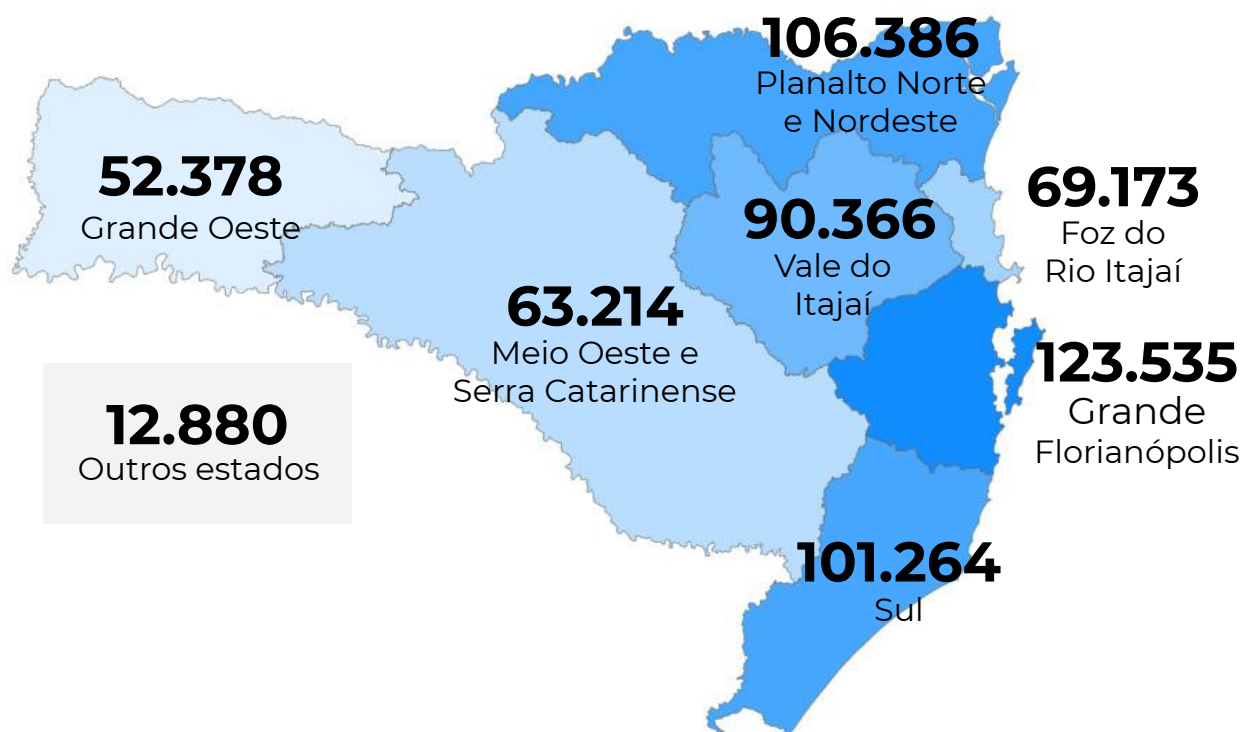 106.386
Planalto Norte
e Nordeste
52.378
Grande Oeste
90.366
Vale do
Itajaí
69.173
Foz do
Rio Itajaí
63.214
Meio Oeste e
Serra Catarinense
123.535
Grande
Florianópolis
12.880
Outros estados
101.264
Sul